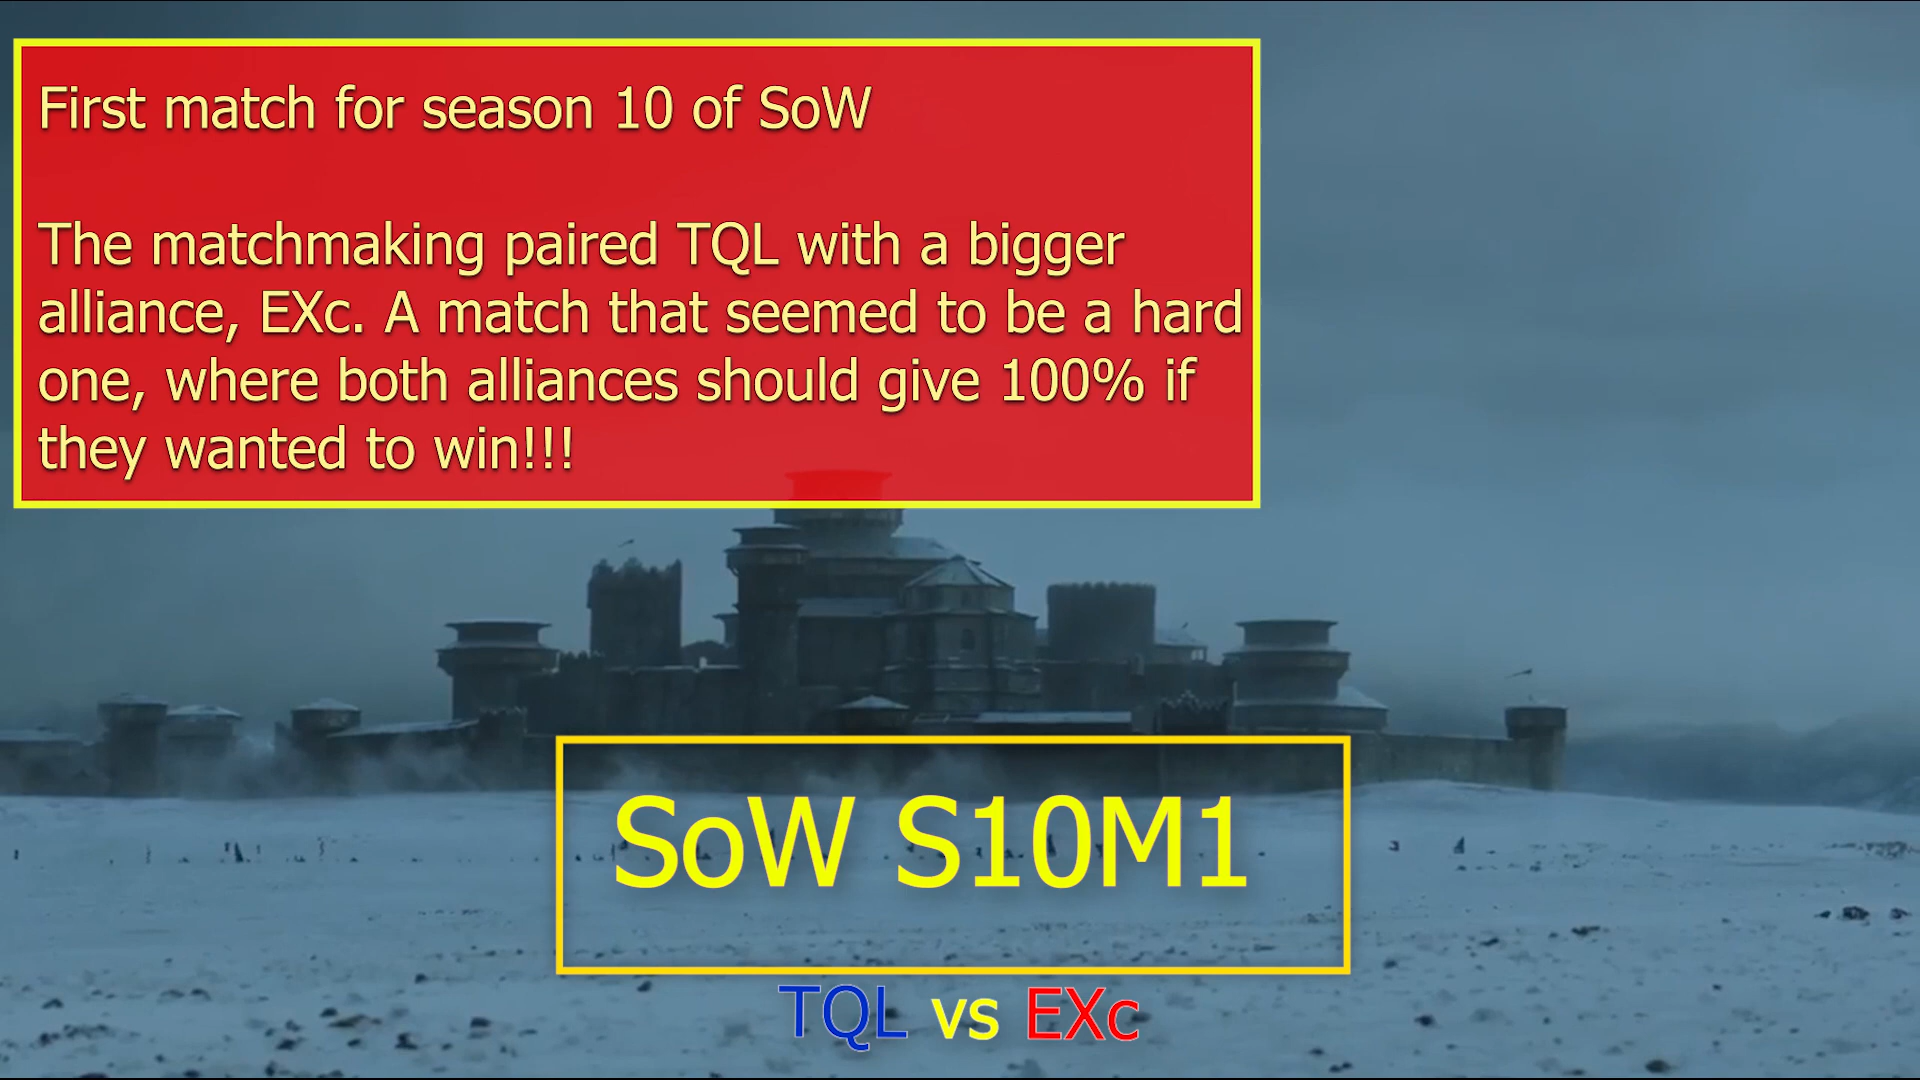 First match for season 10 of SoW
The matchmaking paired TQL with a bigger
alliance, EXc. A match that seemed to be a hard
one, where both alliances should give 100% if
they wanted to win!!!
SoW S10M1
TQL vs EXc